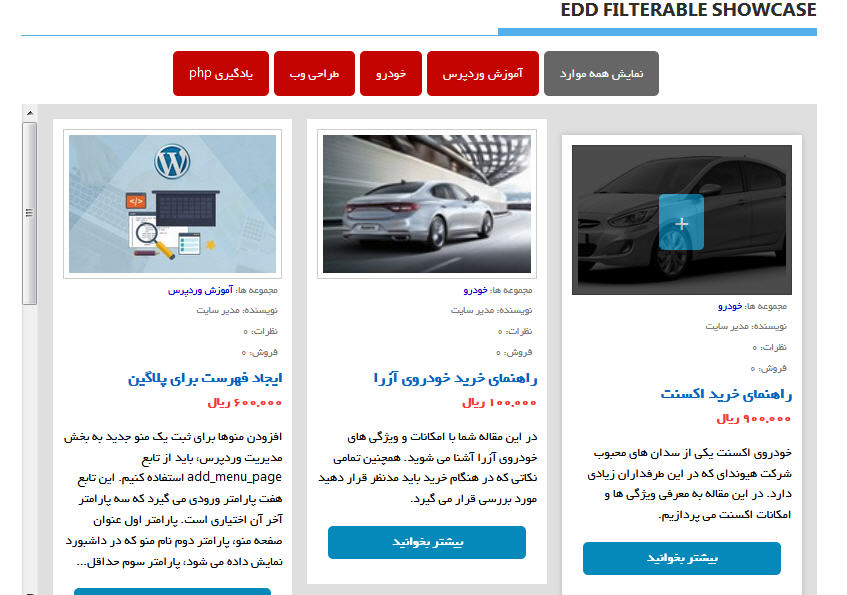 EDD FILTERABLE SHOWCASE
نمایش همه موارد
آموزش وردپرس
خودرو
طراحی وب
یادگیری php
مجموعه ها: خودرو
نویسنده: مدیر سایت
نظرات: ۰
فروش: ۰
راهنمای خرید اکسنت
۹۰۰,۰۰۰ ریال
خودروی اکسنت یکی از سدان های محبوب
شرکت هیوندای که در این طرفداران زیادی
دارد. در این مقاله به معرفی ویژگی ها و
امکانات اکسنت می پردازیم.
بیشتر بخوانید
مجموعه ها: خودرو
نویسنده: مدیر سایت
نظرات: ۰
فروش: ۰
راهنمای خرید خودروی آزرا
۱۰۰,۰۰۰ ریال
در این مقاله شما با امکانات و ویژگی های
خودروی آزرا آشنا می شوید. همچنین تمامی
نکاتی که در هنگام خرید باید مدنظر قرار دهید
مورد بررسی قرار می گیرد.
بیشتر بخوانید
مجموعه ها: آموزش وردپرس
نویسنده: مدیر سایت
نظرات: ۰
فروش: ۰
ایجاد فهرست برای پلاگین
۶۰۰,۰۰۰ ریال
افزودن منوها برای ثبت یک منو جدید به بخش
مدیریت وردپرس، باید از تابع
add_menu_page استفاده کنیم. این تابع
هفت پارامتر ورودی می گیرد که سه پارامتر
آخر آن اختیاری است. پارامتر اول عنوان
صفحه منو، پارامتر دوم نام منو که در داشبورد
نمایش داده می شود، پارامتر سوم حداقل...